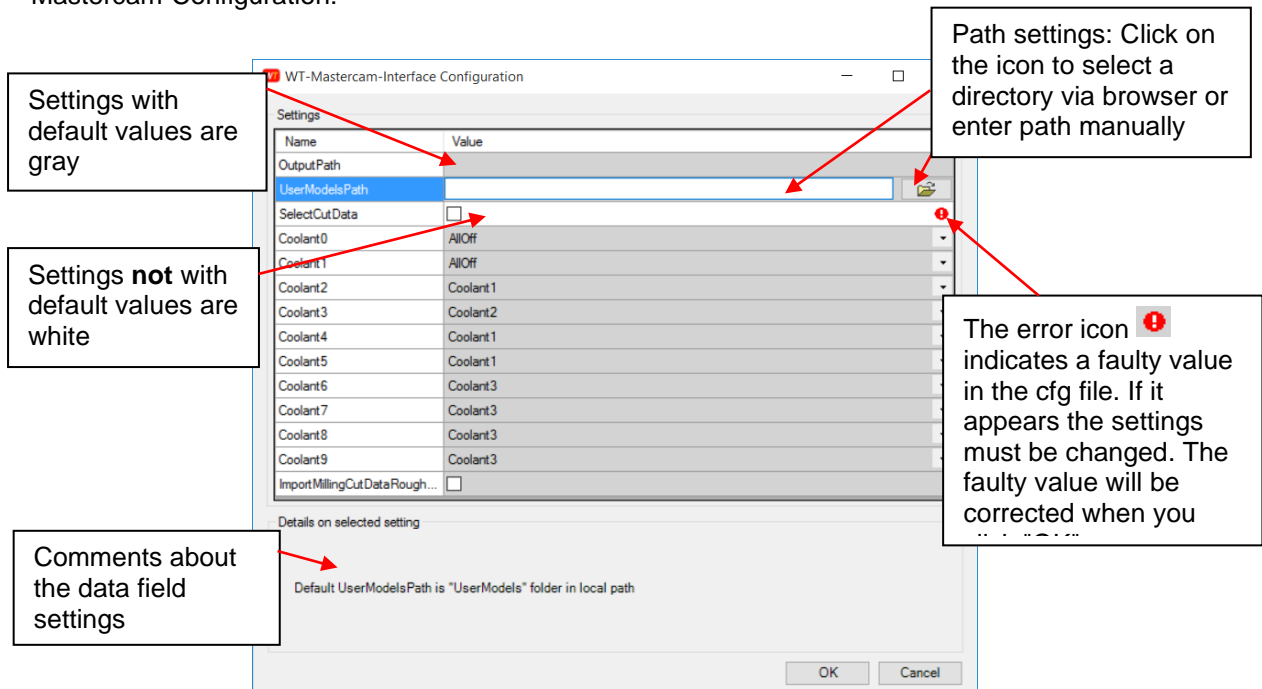 Mastercam-Configuration.
Path settings: Click on
the icon to select a
directory via browser or
enter path manually
Settings with
default values are
gray
WT-Mastercam-Interface Configuration
Settings
Name Value
OutputPath
UserModelsPath
SelectCutData
Coolant0 AllOff
Coolant1 AllOff
Coolant2 Coolant1
Coolant3 Coolant2
Coolant4 Coolant1
Coolant5 Coolant1
Coolant6 Coolant3
Coolant7 Coolant3
Coolant8 Coolant3
Coolant9 Coolant3
ImportMillingCutDataRough...
Settings not with
default values are
white
The error icon
indicates a faulty value
in the cfg file. If it
appears the settings
must be changed. The
faulty value will be
corrected when you
Details on selected setting
Comments about
the data field
settings
Default UserModelsPath is "UserModels" folder in local path
OK Cancel